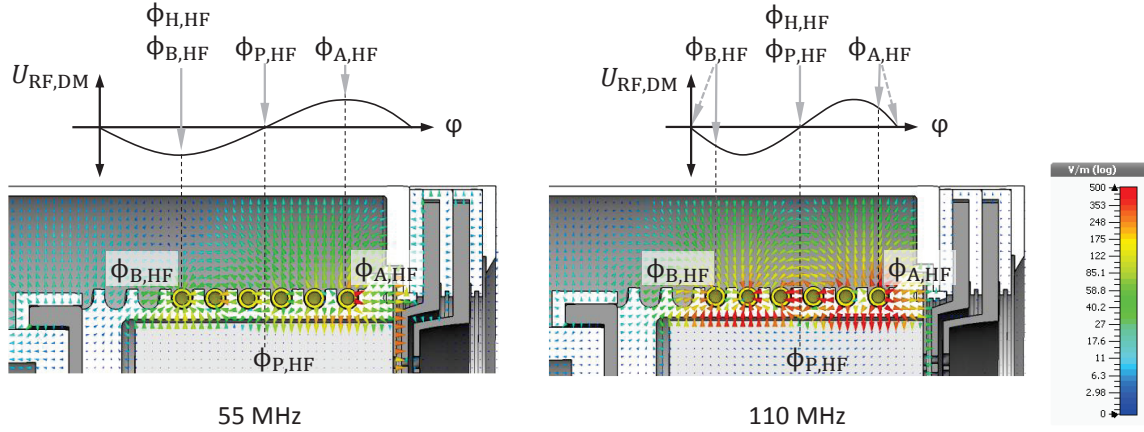 ϕH,HF
ϕB,HF ϕP,HF ϕA,HF
URF,DM
φ
ϕB,HF
ϕA,HF
ϕP,HF
55 MHz
ϕH,HF
ϕB,HF ϕP,HF ϕA,HF
URF,DM
φ
ϕB,HF
ϕA,HF
ϕP,HF
110 MHz
V/m (log)
500
353
248
175
122
85.1
58.8
40.2
27
17.6
11
6.3
2.98
0